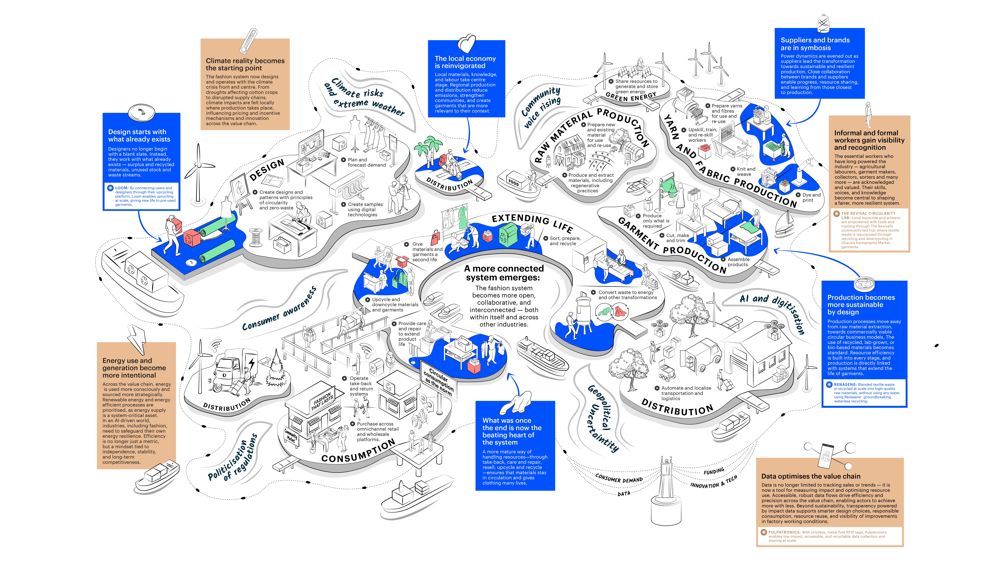 Climate reality becomes
the starting point
The fashion system now designs
and operates with the climate
crisis front and centre. From
droughts affecting cotton crops
to disrupted supply chains,
climate impacts are felt locally
where production takes place,
influencing pricing and incentive
mechanisms and innovation
across the value chain.
The local economy
is reinvigorated
Local materials, knowledge,
and labour take centre
stage. Regional production
and distribution reduce
emissions, strengthen
communities, and create
garments that are more
relevant to their context.
Suppliers and brands
are in symbosis
Power dynamics are evened out as
suppliers lead the transformation
towards sustainable and resilient
production. Close collaboration
between brands and suppliers
enable progress, resource sharing,
and learning from those closest
to production.
Design starts with
what already exists
Designers no longer begin
with a blank slate. Instead,
they work with what already
exists — surplus and recycled
materials, unused stock and
waste streams.
LOOM: By connecting users and
designers through their upcycling
platform, Loom enables upcycling
at scale, giving new life to pre-used
garments.
Informal and formal
workers gain visibility
and recognition
The essential workers who
have long powered the
industry — agricultural
labourers, garment makers,
collectors, sorters and many
more — are acknowledged
and valued. Their skills,
voices, and knowledge
become central to shaping
a fairer, more resilient system.
THE REVIVAL CIRCULARITY
LAB: Local expertise and artisans
are empowered with tools and
training through The Revival's
community-led hub where textile
waste is repurposed through
recycling and downcycling in
Ghana's Kantamanto Market.
garments.
Climate risks
and extreme weather
Community
voice rising
Share resources to
generate and store
green energy
GREEN ENERGY
RAW MATERIAL PRODUCTION
Prepare new
and existing
material
for use
and re-use
Produce and extract
materials, including
regenerative
practices
FOOD
YARN AND FABRIC PRODUCTION
Prepare yarns
and fibres
for use and
re-use
Upskill, train,
and re-skill
workers
Knit and
weave
Dye and
print
DESIGN
Plan and
forecast demand
Create designs and
patterns with principles
of circularity
and zero-waste
Create samples
using digital
technologies
DISTRIBUTION
GARMENT PRODUCTION
Produce
only what is
required
Cut, make
and trim
Assemble
products
EXTENDING LIFE
Give
materials and
garments a
second life
Sort, prepare,
and recycle
Upcycle and
downcycle materials
and garments
Convert waste to energy
and other transformations
Provide care
and repair
to extend
product
life
A more connected
system emerges:
The fashion system
becomes more open,
collaborative, and
interconnected — both
within itself and across
other industries.
Consumer awareness
AI and digitisation
Production becomes
more sustainable
by design
Production processes move away
from raw material extraction,
towards commercially viable
circular business models. The
use of recycled, lab-grown, or
bio-based materials becomes
standard. Resource efficiency
is built into every stage, and
production is directly linked
with systems that extend the
life of garments.
RENASENS: Blended textile waste
is recycled at scale into high-quality
raw materials, without using any water,
using Renasens' groundbreaking
waterless recycling.
Energy use and
generation become
more intentional
Across the value chain, energy
is used more consciously and
sourced more strategically.
Renewable energy and energy
efficient processes are
prioritised, as energy supply
is a system-critical asset.
In an AI-driven world,
industries, including fashion,
need to safeguard their own
energy resilience. Efficiency
is no longer just a metric,
but a mindset tied to
independence, stability,
and long-term
competitiveness.
DISTRIBUTION
Politicisation
of regulations
CONSUMPTION
Operate
take-back
and return
systems
Circular
consumption
as the norm
FASHION
THAT LASTS
Community
Market
Purchase across
omnichannel retail
and wholesale
platforms.
What was once
the end is now the
beating heart of
the system
A more mature way of
handling resources—through
take-back, care and repair,
resell, upcycle and recycle
—ensures that materials stay
in circulation and gives
clothing many lives.
Geopolitical
Uncertaintity
Automate and localise
transportation and
logistics
DISTRIBUTION
CONSUMER DEMAND
DATA
FUNDING
INNOVATION & TECH
Data optimises the value chain
Data is no longer limited to tracking sales or trends — it is
now a tool for measuring impact and optimising resource
use. Accessible, robust data flows drive efficiency and
precision across the value chain, enabling actors to achieve
more with less. Beyond sustainability, transparency powered
by impact data supports smarter design choices, responsible
consumption, resource reuse, and visibility of improvements
in factory working conditions.
PULPATRONICS: With chipless, metal-free RFID tags, Pulpatronics
enables low-impact, accessible, and recyclable data collection and
sharing at scale.